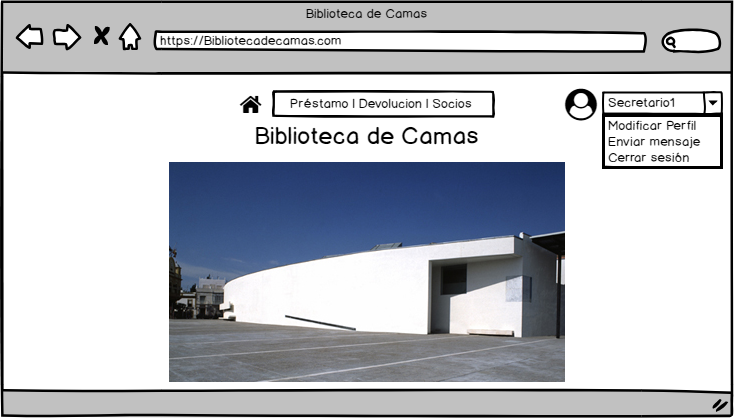 Biblioteca de Camas
https://Bibliotecadecamas.com
Préstamo | Devolucion | Socios
Secretario1
Modificar Perfil
Enviar mensaje
Cerrar sesión
Biblioteca de Camas